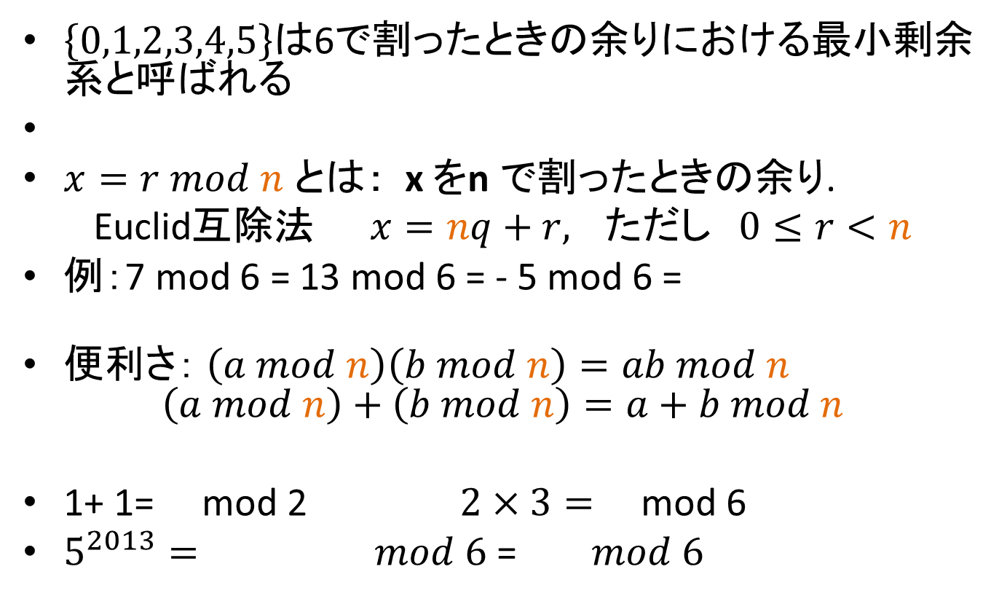 • {0,1,2,3,4,5}は6で割ったときの余りにおける最小剰余
系と呼ばれる
•
• x = r mod n とは： x をn で割ったときの余り.
Euclid互除法 x = nq + r, ただし 0 ≤ r < n
• 例：7 mod 6 = 13 mod 6 = - 5 mod 6 =
• 便利さ： (a mod n)(b mod n) = ab mod n
(a mod n) + (b mod n) = a + b mod n
• 1+ 1= mod 2 2 × 3 = mod 6
• 5²⁰¹³ = mod 6 = mod 6